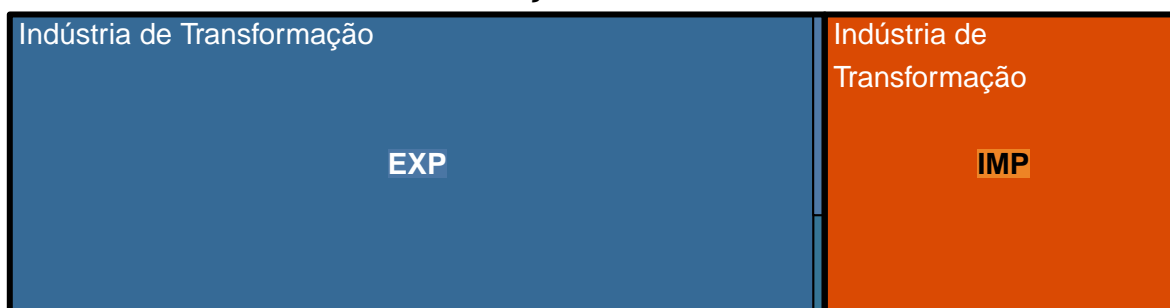 Indústria de Transformação
EXP
Indústria de
Transformação
IMP